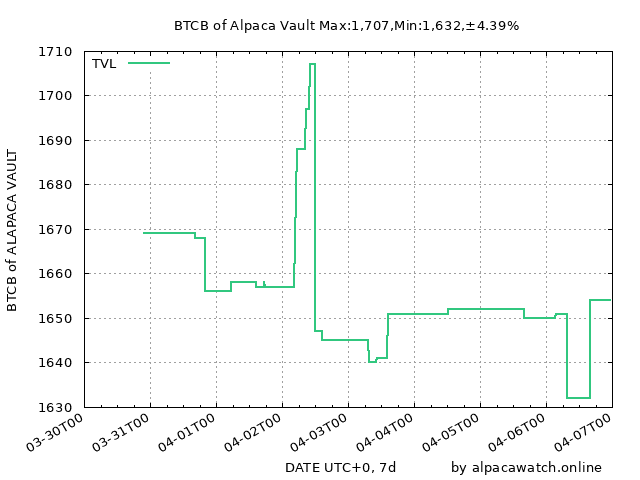 BTCB of Alpaca Vault Max:1,707,Min:1,632,±4.39%
TVL
BTCB of ALAPACA VAULT
1710
1700
1690
1680
1670
1660
1650
1640
1630
03-30T00
03-31T00
04-01T00
04-02T00
04-03T00
04-04T00
04-05T00
04-06T00
04-07T00
DATE UTC+0, 7d
by alpacawatch.online